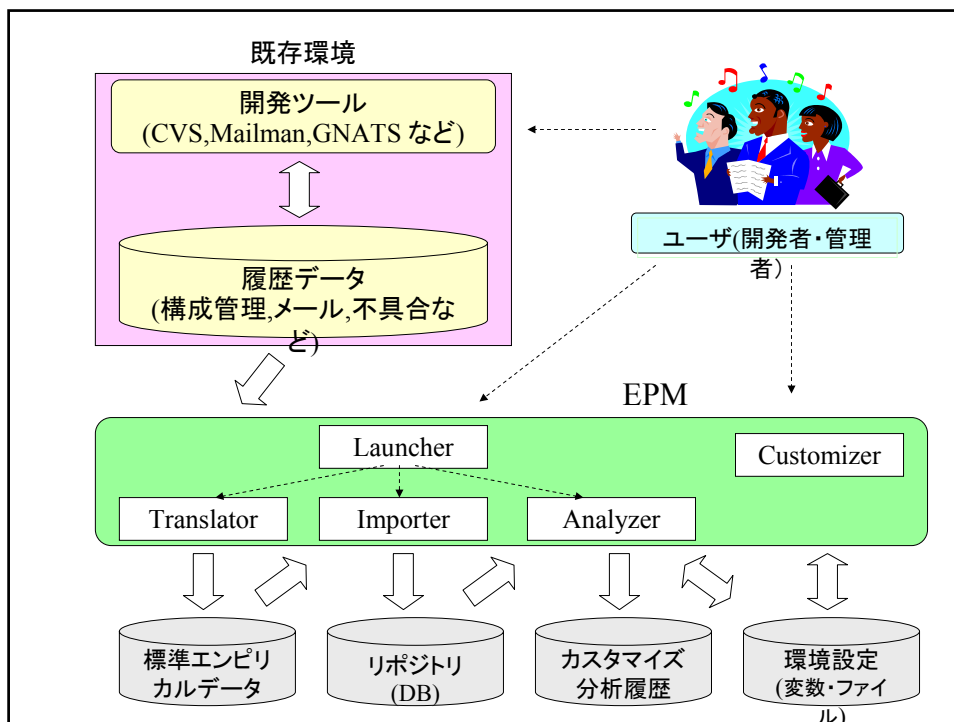 既存環境
開発ツール
(CVS,Mailman,GNATS など)
履歴データ
(構成管理,メール,不具合な
ど)
ユーザ(開発者・管理
者)
EPM
Launcher
Customizer
Translator
Importer
Analyzer
標準エンピリ
カルデータ
リポジトリ
(DB)
カスタマイズ
分析履歴
環境設定
(変数・ファイ
ル)